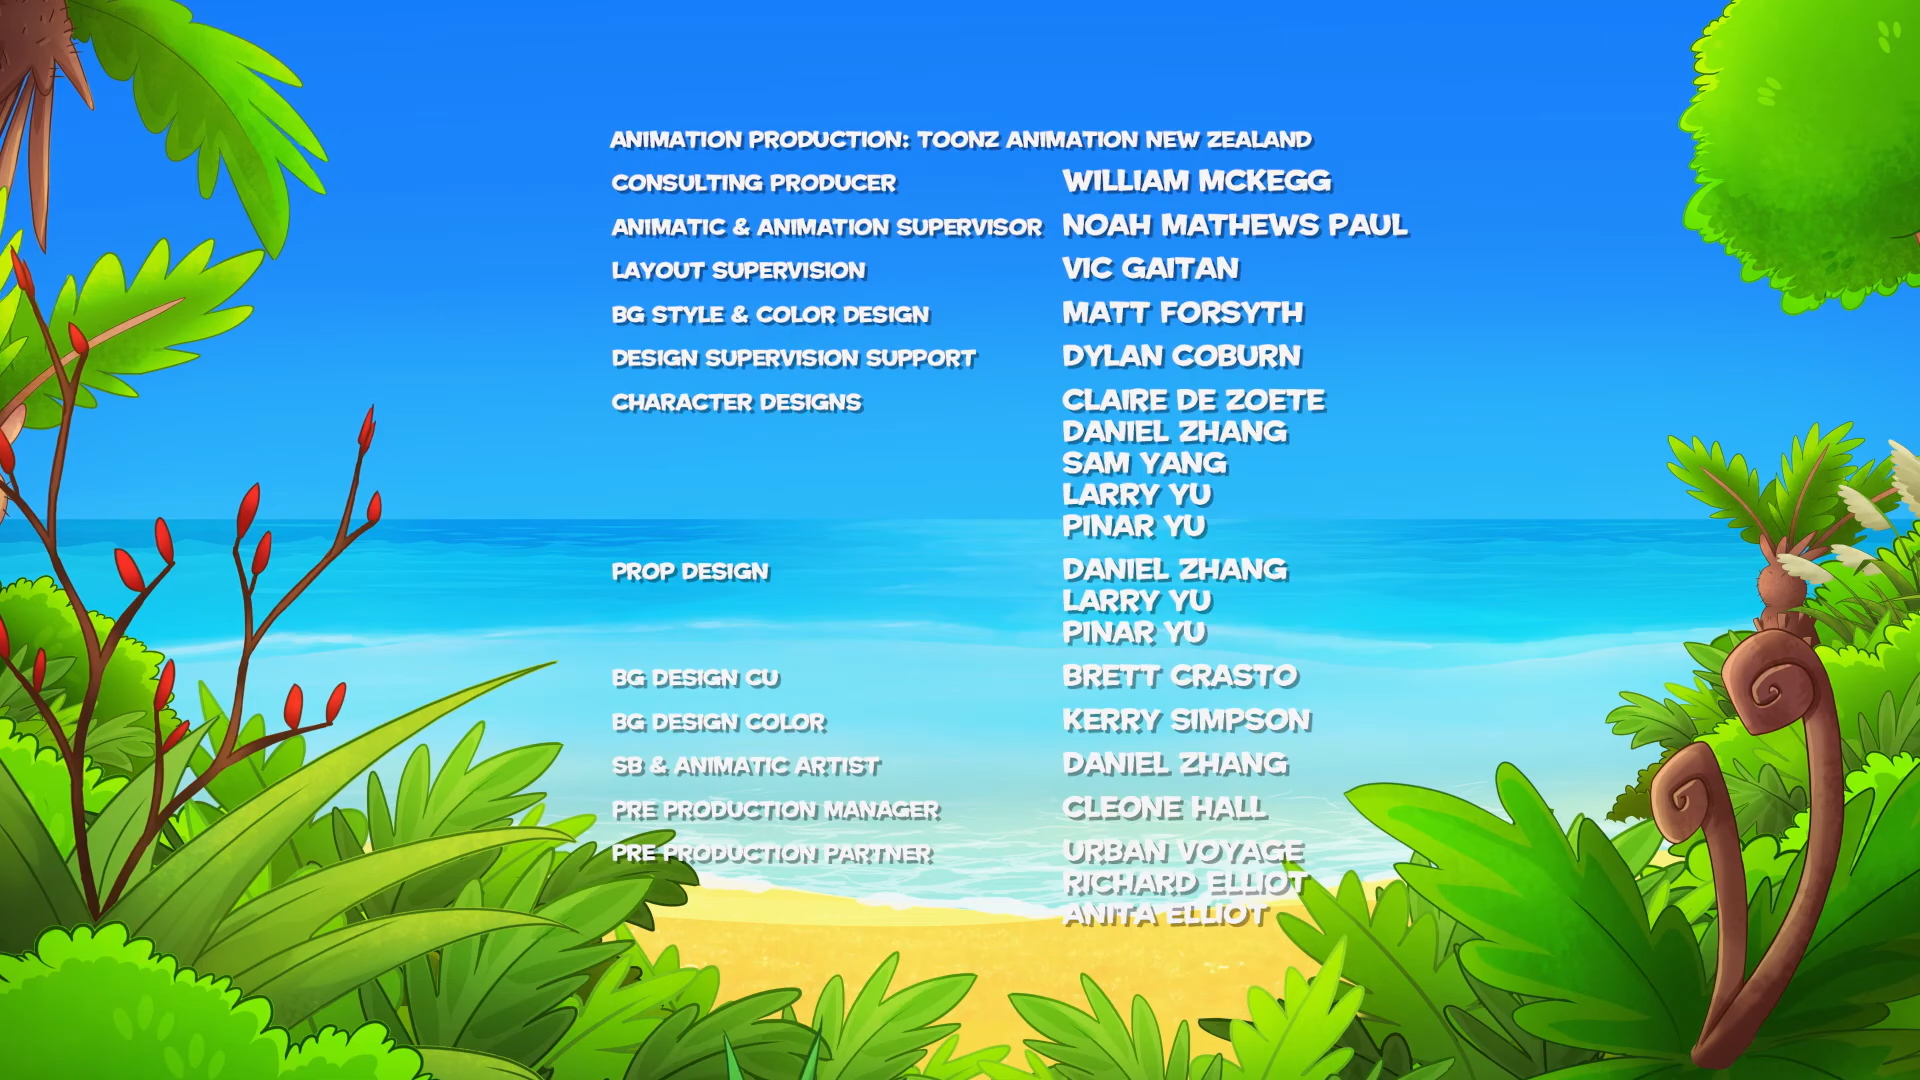 ANIMATION PRODUCTION: TOONZ ANIMATION NEW ZEALAND
CONSULTING PRODUCER WILLIAM MCKEGG
ANIMATIC & ANIMATION SUPERVISOR NOAH MATHEWS PAUL
LAYOUT SUPERVISION VIC GAITAN
BG STYLE & COLOR DESIGN MATT FORSYTH
DESIGN SUPERVISION SUPPORT DYLAN COBURN
CHARACTER DESIGNS CLAIRE DE ZOETE
DANIEL ZHANG
SAM YANG
LARRY YU
PINAR YU
PROP DESIGN DANIEL ZHANG
LARRY YU
PINAR YU
BG DESIGN CU BRETT CRASTO
BG DESIGN COLOR KERRY SIMPSON
SB & ANIMATIC ARTIST DANIEL ZHANG
PRE PRODUCTION MANAGER CLEONE HALL
PRE PRODUCTION PARTNER URBAN VOYAGE
RICHARD ELLIOT
ANITA ELLIOT